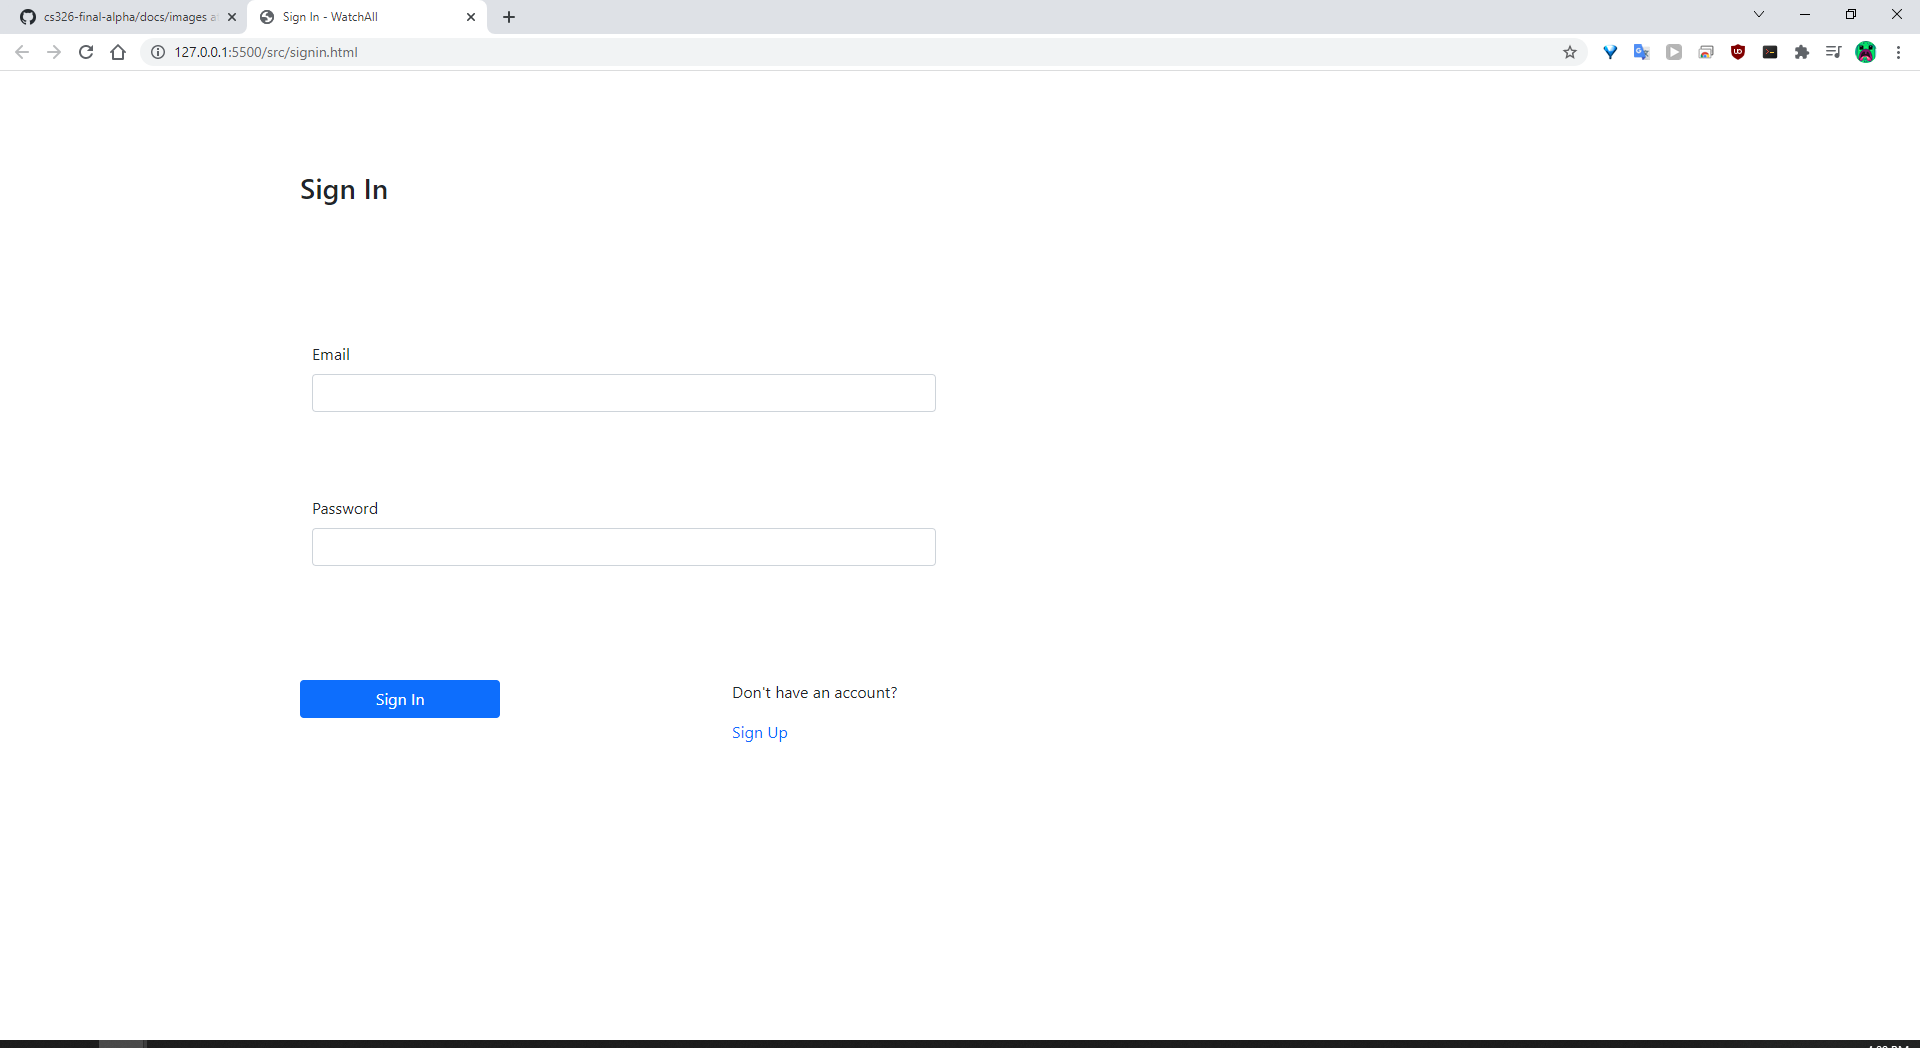 cs326-final-alpha/docs/images
Sign In - WatchAll
127.0.0.1:5500/src/signin.html
Sign In
Email
Password
Sign In
Don't have an account?
Sign Up